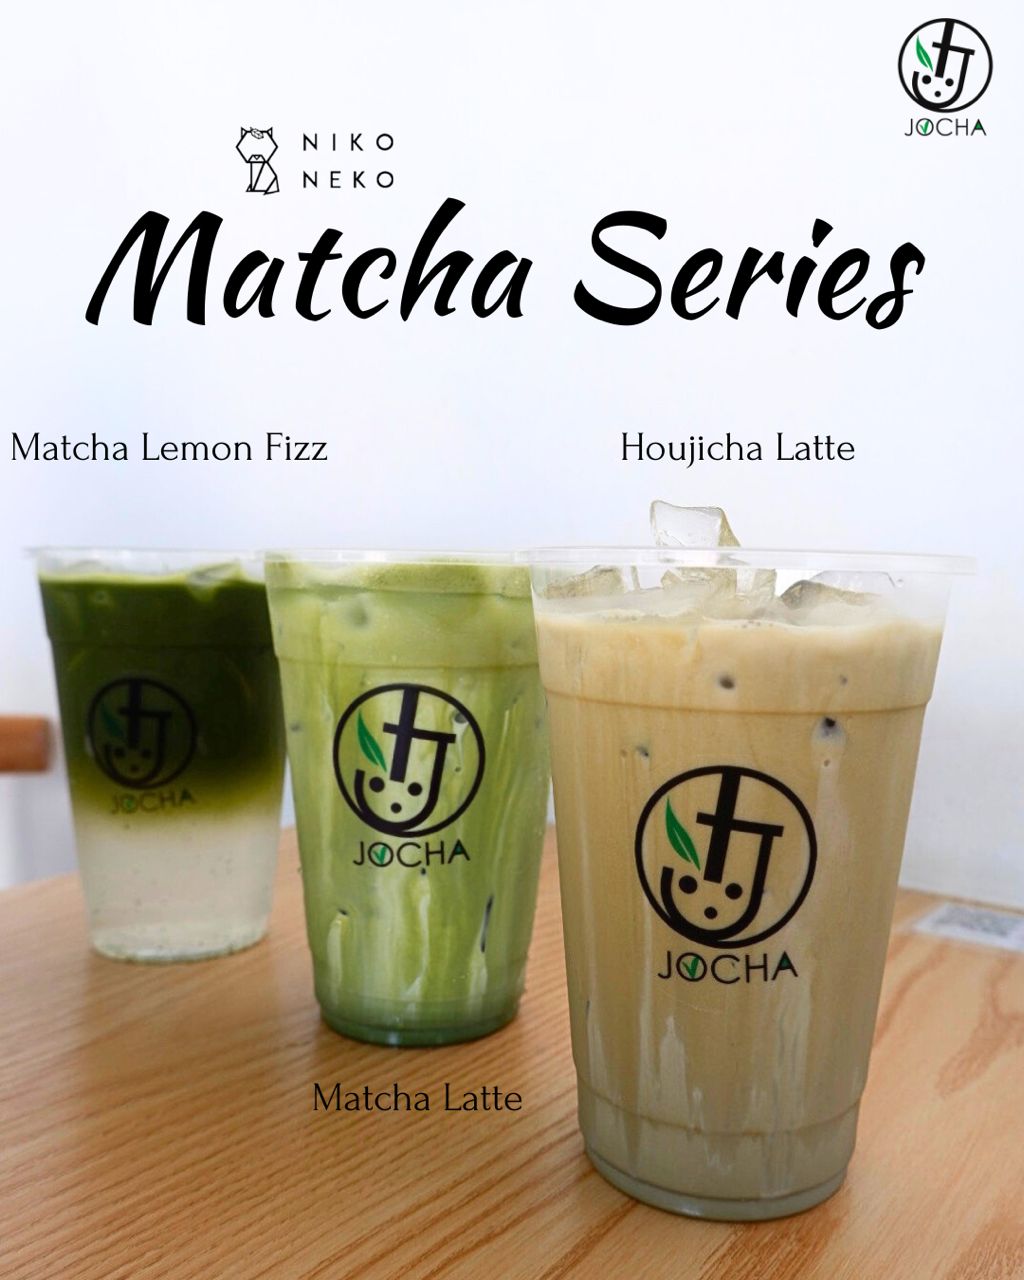 JOCHA
NIKO
NEKO
Matcha Series
Matcha Lemon Fizz
Houjicha Latte
JOCHA
JOCHA
JOCHA
Matcha Latte